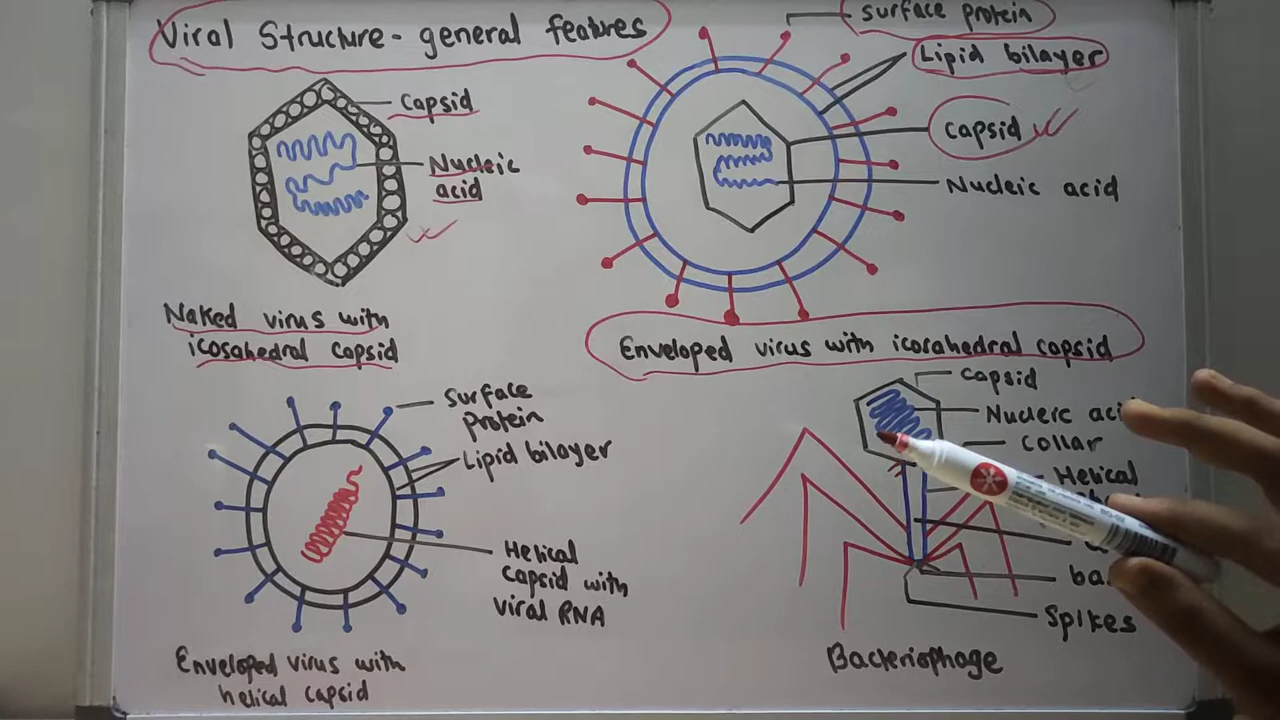 Viral Structure - general features
Capsid
Nucleic
acid
Naked virus with
icosahedral capsid
surface protein
Lipid bilayer
Capsid
Nucleic acid
Enveloped virus with icosahedral capsid
Surface
protein
Lipid bilayer
Helical
capsid with
viral RNA
Enveloped virus with
helical capsid
Capsid
Nucleic
Collar
Helical
Spikes
Bacteriophage